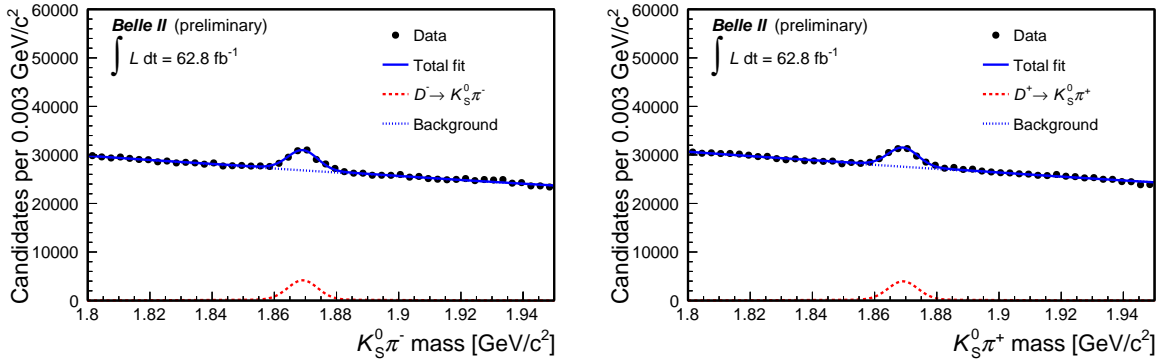 Candidates per 0.003 GeV/c²
60000
50000
40000
30000
20000
10000
0
Belle II (preliminary)
∫ L dt = 62.8 fb⁻¹
Data
Total fit
D⁻→ K⁰_S π⁻
Background
1.8 1.82 1.84 1.86 1.88 1.9 1.92 1.94
K⁰_S π⁻ mass [GeV/c²]
Candidates per 0.003 GeV/c²
60000
50000
40000
30000
20000
10000
0
Belle II (preliminary)
∫ L dt = 62.8 fb⁻¹
Data
Total fit
D⁺→ K⁰_S π⁺
Background
1.8 1.82 1.84 1.86 1.88 1.9 1.92 1.94
K⁰_S π⁺ mass [GeV/c²]